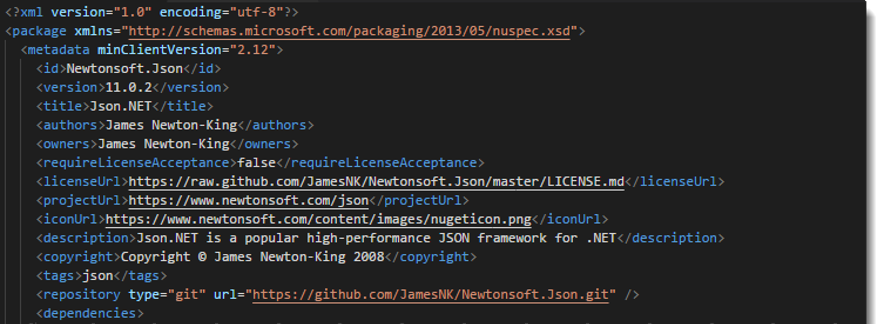 <?xml version="1.0" encoding="utf-8"?>
<package xmlns="http://schemas.microsoft.com/packaging/2013/05/nuspec.xsd">
<metadata minClientVersion="2.12">
<id>Newtonsoft.Json</id>
<version>11.0.2</version>
<title>Json.NET</title>
<authors>James Newton-King</authors>
<owners>James Newton-King</owners>
<requireLicenseAcceptance>false</requireLicenseAcceptance>
<licenseUrl>https://raw.github.com/JamesNK/Newtonsoft.Json/master/LICENSE.md</licenseUrl>
<projectUrl>https://www.newtonsoft.com/json</projectUrl>
<iconUrl>https://www.newtonsoft.com/content/images/nugeticon.png</iconUrl>
<description>Json.NET is a popular high-performance JSON framework for .NET</description>
<copyright>Copyright © James Newton-King 2008</copyright>
<tags>json</tags>
<repository type="git" url="https://github.com/JamesNK/Newtonsoft.Json.git" />
<dependencies>